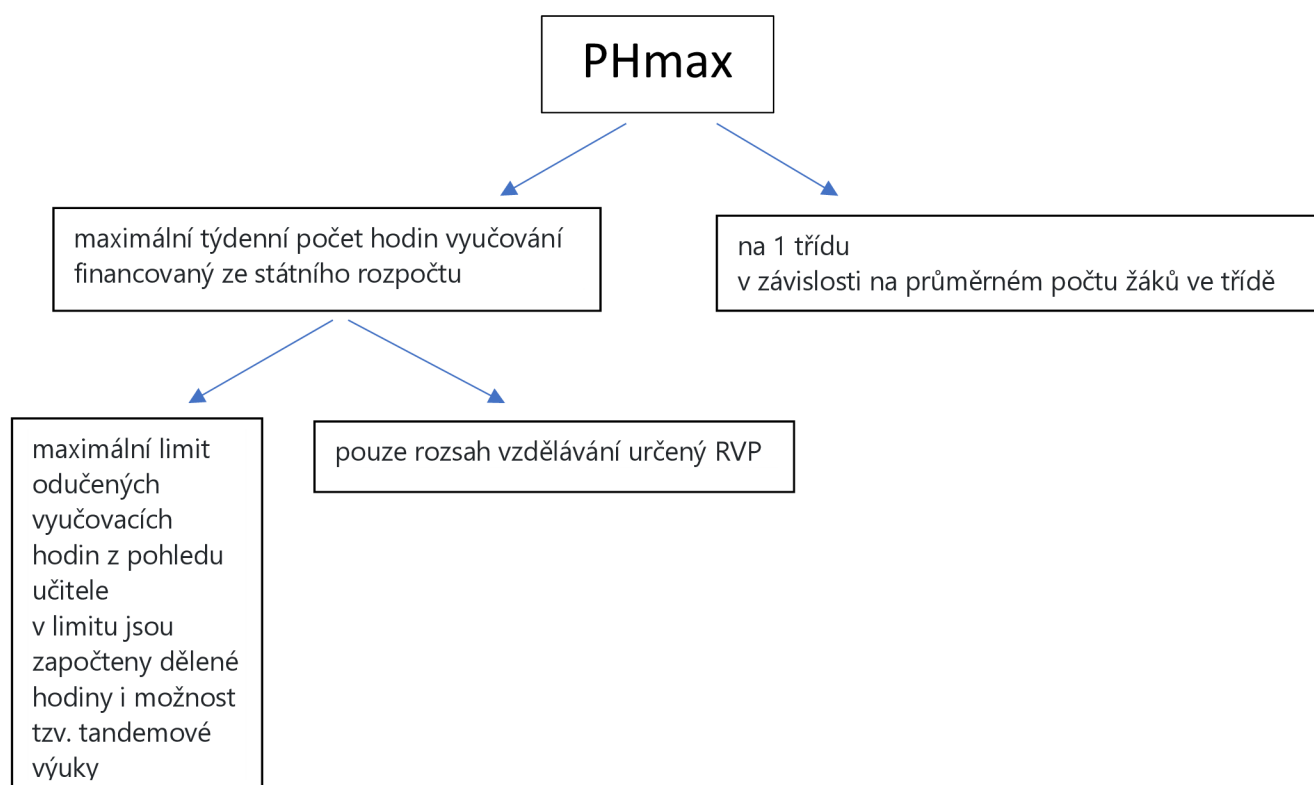 PHmax
maximální týdenní počet hodin vyučování
financovaný ze státního rozpočtu
na 1 třídu
v závislosti na průměrném počtu žáků ve třídě
maximální limit
odučených
vyučovacích
hodin z pohledu
učitele
v limitu jsou
započteny dělené
hodiny i možnost
tzv. tandemové
výuky
pouze rozsah vzdělávání určený RVP